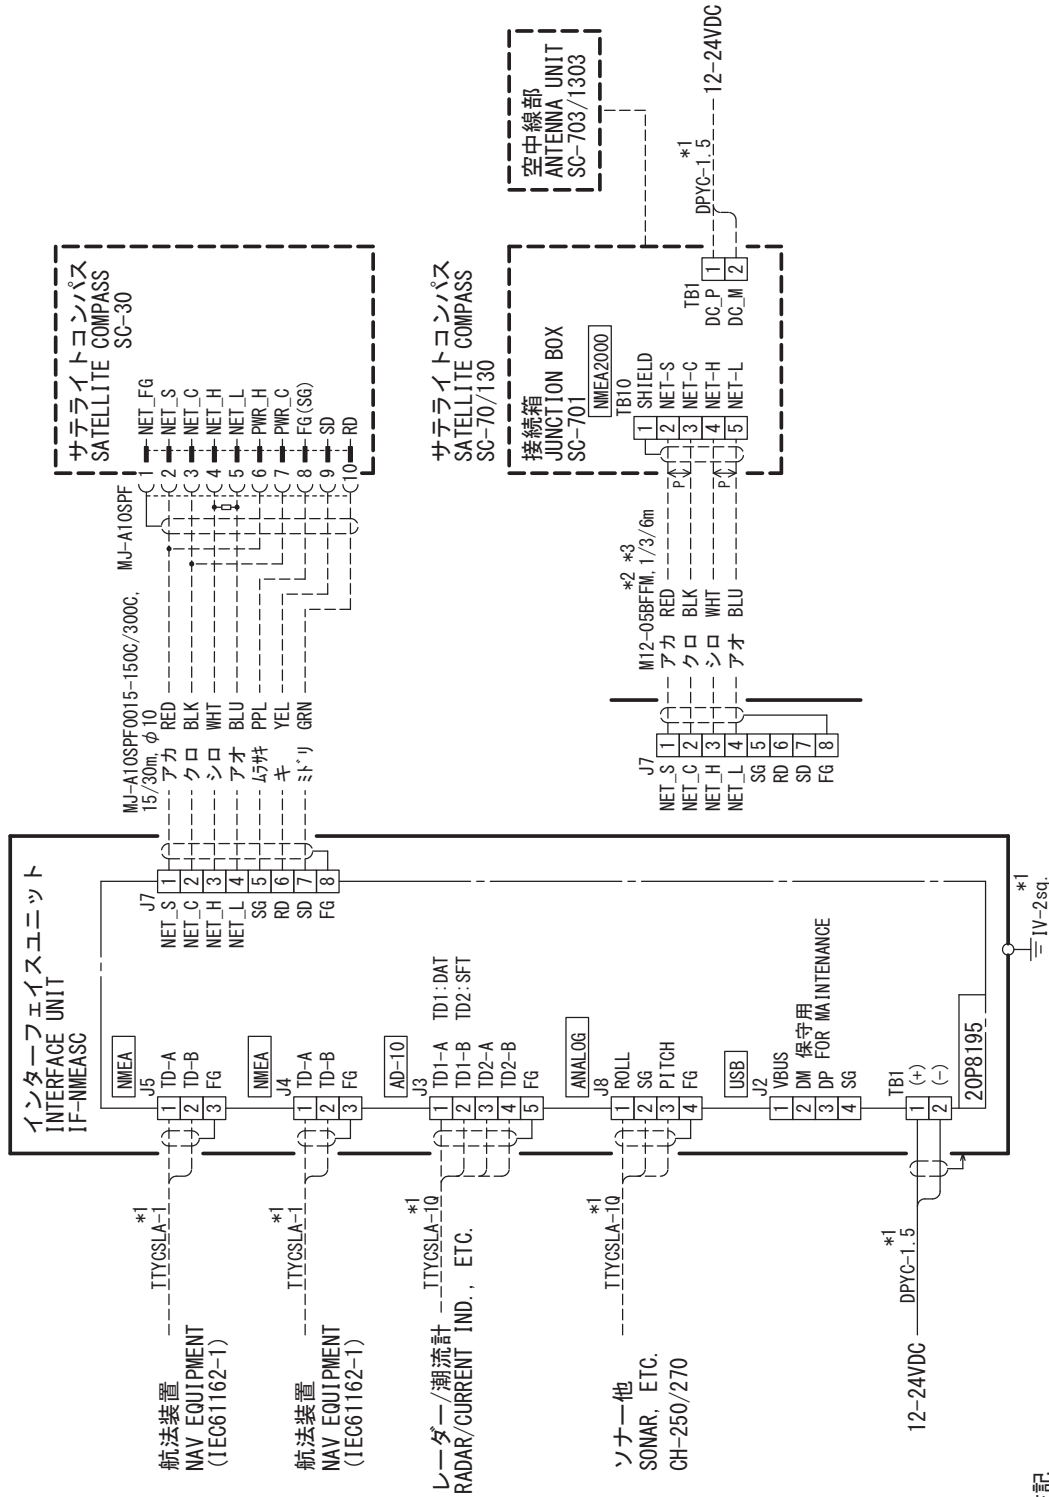 インターフェイスユニット
INTERFACE UNIT
IF-NMEASC
航法装置
NAV EQUIPMENT
(IEC61162-1)
TTYCSLA-1
*1
NMEA
J5
1 TD-A
2 TD-B
3 FG
航法装置
NAV EQUIPMENT
(IEC61162-1)
TTYCSLA-1
*1
NMEA
J4
1 TD-A
2 TD-B
3 FG
レーダー/潮流計
RADAR/CURRENT IND., ETC.
TTYCSLA-1Q
*1
AD-10
J3
1 TD1-A TD1:DAT
2 TD1-B TD2:SFT
3 TD2-A
4 TD2-B
5 FG
ソナー他
SONAR, ETC.
CH-250/270
TTYCSLA-1Q
*1
ANALOG
J8
1 ROLL
2 SG
3 PITCH
4 FG
USB
J2
1 VBUS
2 DM 保守用
3 DP FOR MAINTENANCE
4 SG
12-24VDC
DPYC-1.5
*1
TB1
1 (+)
2 (-)
20P8195
*1
IV-2sq.
J7
NET_S 1
NET_C 2
NET_H 3
NET_L 4
SG 5
RD 6
SD 7
FG 8
MJ-A10SPF0015-150C/300C,
15/30m, φ10
アカ RED
クロ BLK
シロ WHT
アオ BLU
ムラサキ PPL
キ YEL
ミドリ GRN
MJ-A10SPF
サテライトコンパス
SATELLITE COMPASS
SC-30
1 NET_FG
2 NET_S
3 NET_C
4 NET_H
5 NET_L
6 PWR_H
7 PWR_C
8 FG(SG)
9 SD
10 RD
J7
NET_S 1
NET_C 2
NET_H 3
NET_L 4
SG 5
RD 6
SD 7
FG 8
*2 *3
M12-05BFFM,1/3/6m
アカ RED
クロ BLK
シロ WHT
アオ BLU
P
P
サテライトコンパス
SATELLITE COMPASS
SC-70/130
接続箱
JUNCTION BOX
SC-701
NMEA2000
TB10
1 SHIELD
2 NET-S
3 NET-C
4 NET-H
5 NET-L
TB1
DC_P 1
DC_M 2
DPYC-1.5
*1
12-24VDC
空中線部
ANTENNA UNIT
SC-703/1303